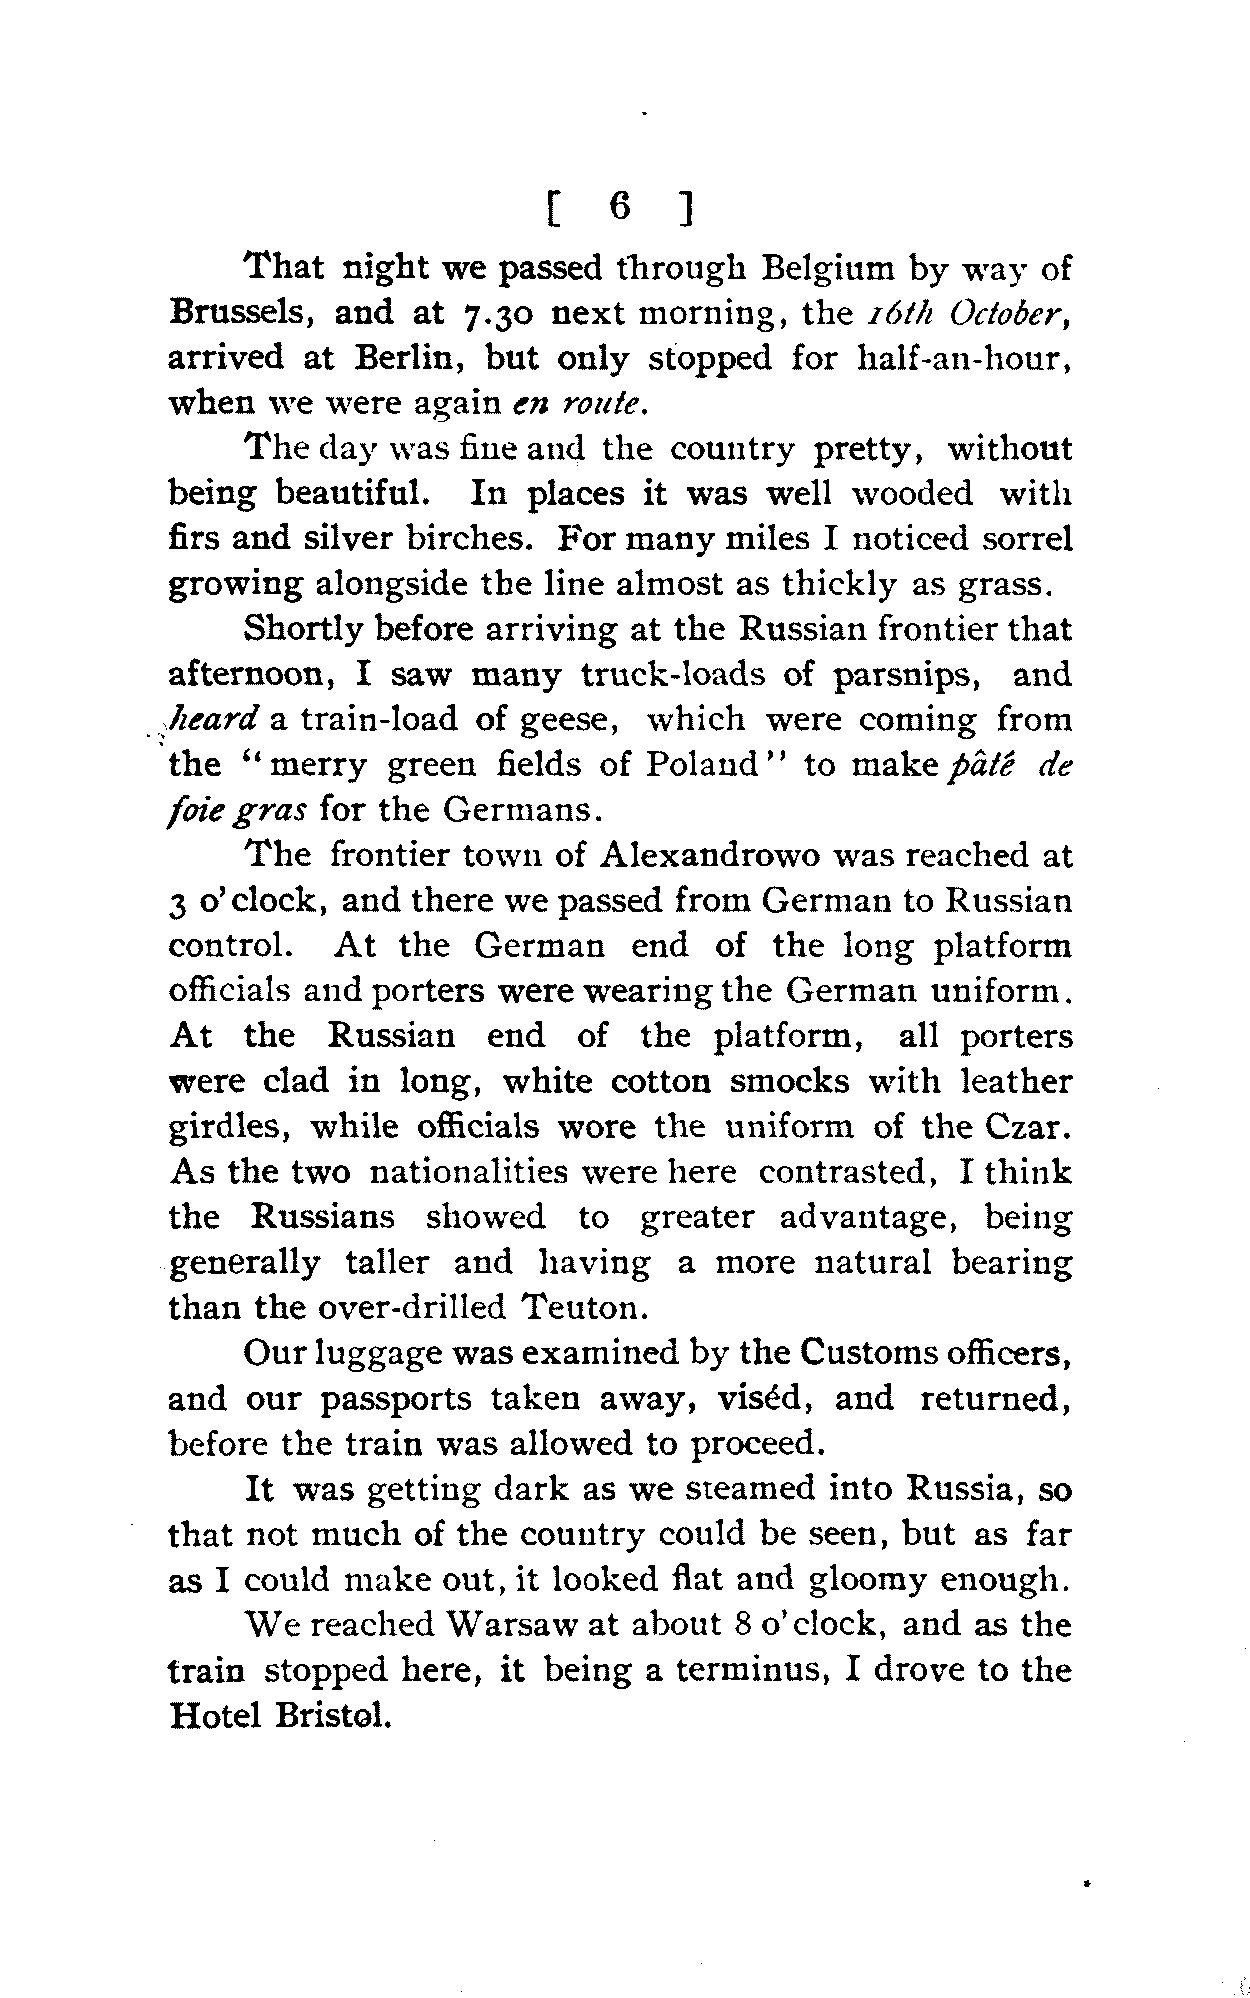 [ 6 ]
That night we passed through Belgium by way of
Brussels, and at 7.30 next morning, the 16th October,
arrived at Berlin, but only stopped for half-an-hour,
when we were again en route.
The day was fine and the country pretty, without
being beautiful. In places it was well wooded with
firs and silver birches. For many miles I noticed sorrel
growing alongside the line almost as thickly as grass.
Shortly before arriving at the Russian frontier that
afternoon, I saw many truck-loads of parsnips, and
heard a train-load of geese, which were coming from
the "merry green fields of Poland" to make pâté de
foie gras for the Germans.
The frontier town of Alexandrowo was reached at
3 o'clock, and there we passed from German to Russian
control. At the German end of the long platform
officials and porters were wearing the German uniform.
At the Russian end of the platform, all porters
were clad in long, white cotton smocks with leather
girdles, while officials wore the uniform of the Czar.
As the two nationalities were here contrasted, I think
the Russians showed to greater advantage, being
generally taller and having a more natural bearing
than the over-drilled Teuton.
Our luggage was examined by the Customs officers,
and our passports taken away, viséd, and returned,
before the train was allowed to proceed.
It was getting dark as we steamed into Russia, so
that not much of the country could be seen, but as far
as I could make out, it looked flat and gloomy enough.
We reached Warsaw at about 8 o'clock, and as the
train stopped here, it being a terminus, I drove to the
Hotel Bristol.